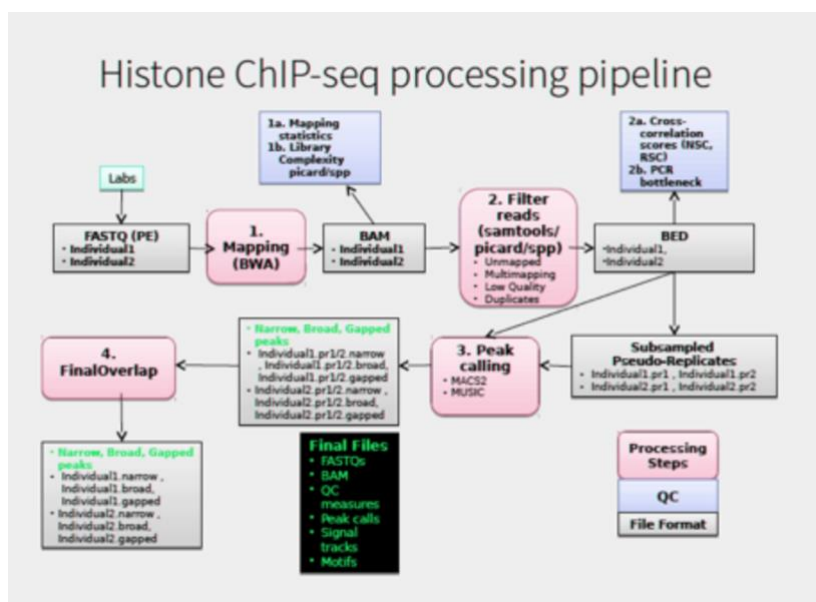 Histone ChIP-seq processing pipeline
1a. Mapping
statistics
1b. Library
Complexity
picard/spp
2a. Cross-
correlation
scores (NSC,
RSC)
2b. PCR
bottleneck
Labs
FASTQ (PE)
• Individual1
• Individual2
1.
Mapping
(BWA)
BAM
• Individual1
• Individual2
2. Filter
reads
(samtools/
picard/spp)
• Unmapped
• Multimapping
• Low Quality
• Duplicates
BED
•Individual1,
•Individual2
4.
FinalOverlap
• Narrow, Broad, Gapped
peaks
• Individual1.pr1/2.narrow
, Individual1.pr1/2.broad,
Individual1.pr1/2.gapped
• Individual2.pr1/2.narrow
, Individual2.pr1/2.broad,
Individual2.pr1/2.gapped
3. Peak
calling
• MACS2
• MUSIC
Subsampled
Pseudo-Replicates
• Individual1.pr1 , Individual1.pr2
• Individual2.pr1 , Individual2.pr2
• Narrow, Broad, Gapped
peaks
• Individual1.narrow ,
Individual1.broad,
Individual1.gapped
• Individual2.narrow ,
Individual2.broad,
Individual2.gapped
Final Files
• FASTQs
• BAM
• QC
measures
• Peak calls
• Signal
tracks
• Motifs
Processing
Steps
QC
File Format